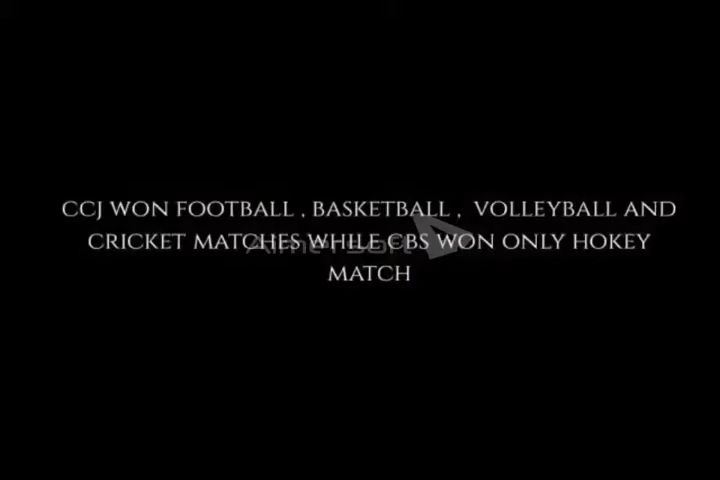 CCJ WON FOOTBALL , BASKETBALL ,  VOLLEYBALL AND
CRICKET MATCHES WHILE CBS WON ONLY HOKEY
MATCH